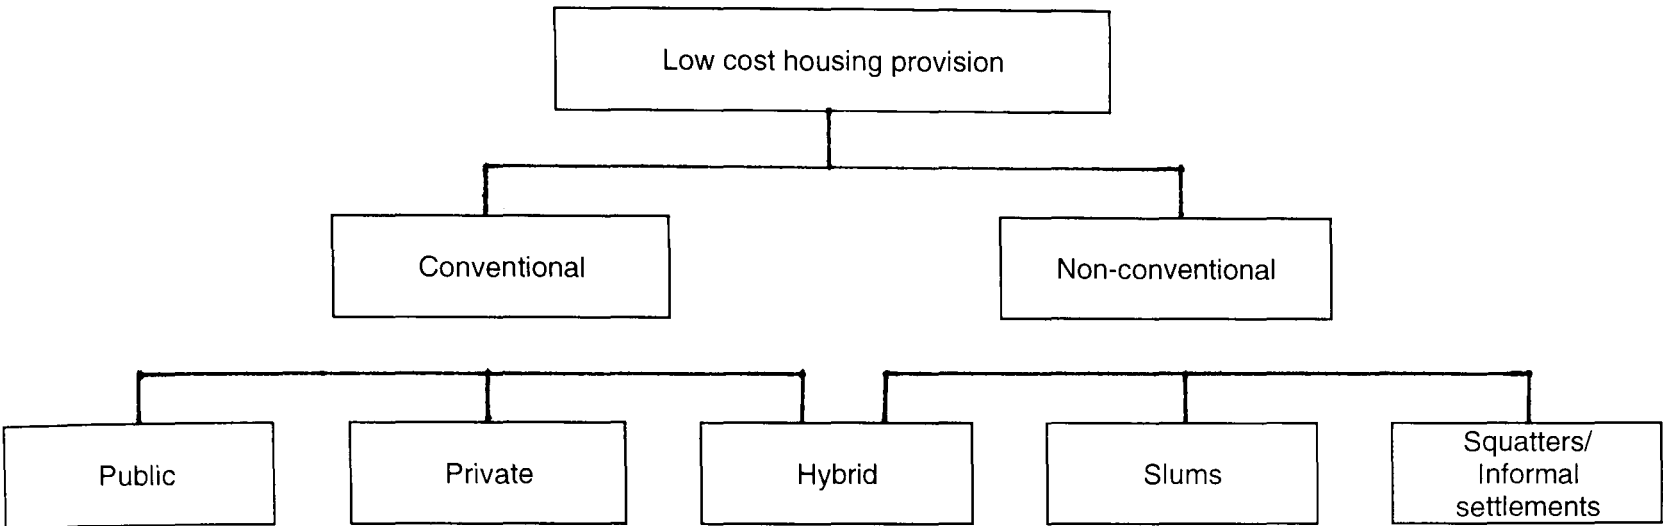 Low cost housing provision
Conventional
Non-conventional
Public
Private
Hybrid
Slums
Squatters/
Informal
settlements